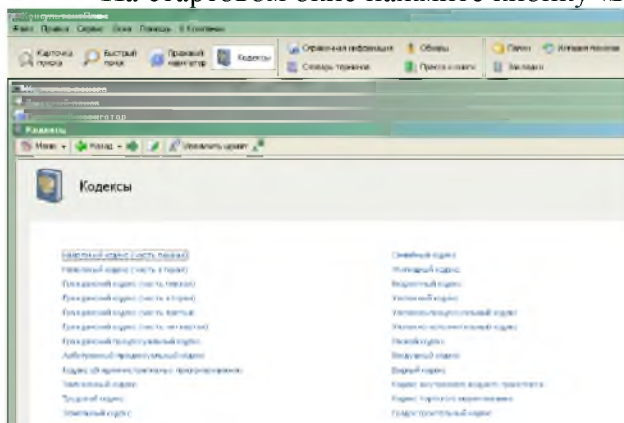 На стартовом окне нажмите кнопку
КонсультантПлюс
Файл Правка Сервис Окна Помощь
Карточка поиска Быстрый поиск Правовой навигатор Кодексы Справочная информация Словарь терминов Обзоры Пресса и книги Папки Закладки История поисков
Кодексы
Меню Назад Увеличить шрифт
Кодексы
Налоговый кодекс (часть первая)
Налоговый кодекс (часть вторая)
Гражданский кодекс (часть первая)
Гражданский кодекс (часть вторая)
Гражданский кодекс (часть третья)
Гражданский кодекс (часть четвертая)
Гражданский процессуальный кодекс
Арбитражный процессуальный кодекс
Кодекс об административных правонарушениях
Таможенный кодекс
Трудовой кодекс
Земельный кодекс
Семейный кодекс
Жилищный кодекс
Бюджетный кодекс
Уголовный кодекс
Уголовно-процессуальный кодекс
Уголовно-исполнительный кодекс
Лесной кодекс
Воздушный кодекс
Водный кодекс
Кодекс внутреннего водного транспорта
Кодекс торгового мореплавания
Градостроительный кодекс